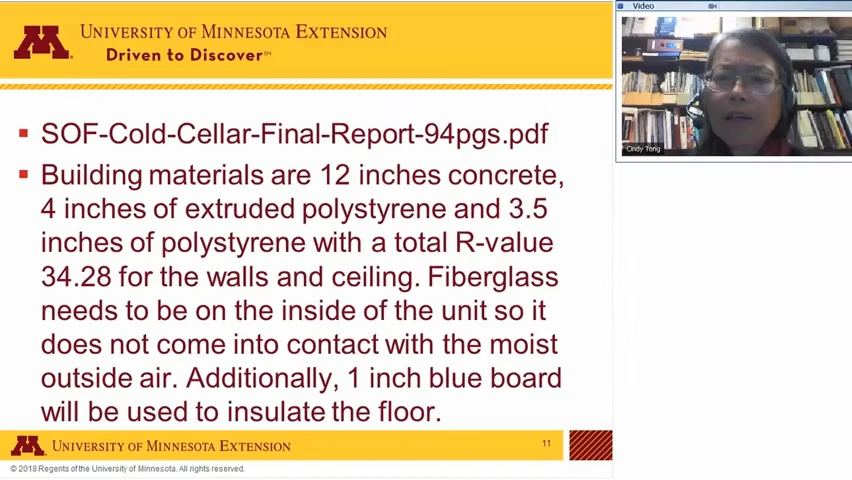 UNIVERSITY OF MINNESOTA EXTENSION
Driven to Discover℠
SOF-Cold-Cellar-Final-Report-94pgs.pdf
Building materials are 12 inches concrete,
4 inches of extruded polystyrene and 3.5
inches of polystyrene with a total R-value
34.28 for the walls and ceiling. Fiberglass
needs to be on the inside of the unit so it
does not come into contact with the moist
outside air. Additionally, 1 inch blue board
will be used to insulate the floor.
UNIVERSITY OF MINNESOTA EXTENSION
11
© 2018 Regents of the University of Minnesota. All rights reserved.
Video
Cindy Tong